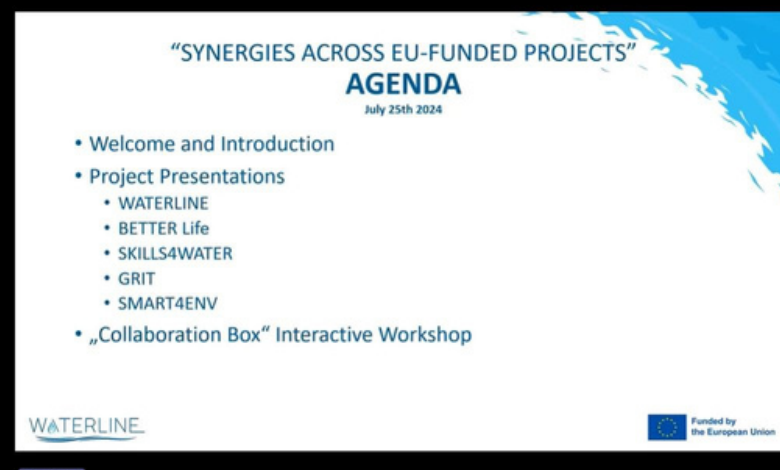 “SYNERGIES ACROSS EU-FUNDED PROJECTS”
AGENDA
July 25th 2024
• Welcome and Introduction
• Project Presentations
• WATERLINE
• BETTER Life
• SKILLS4WATER
• GRIT
• SMART4ENV
• „Collaboration Box“ Interactive Workshop
WATERLINE
Funded by
the European Union